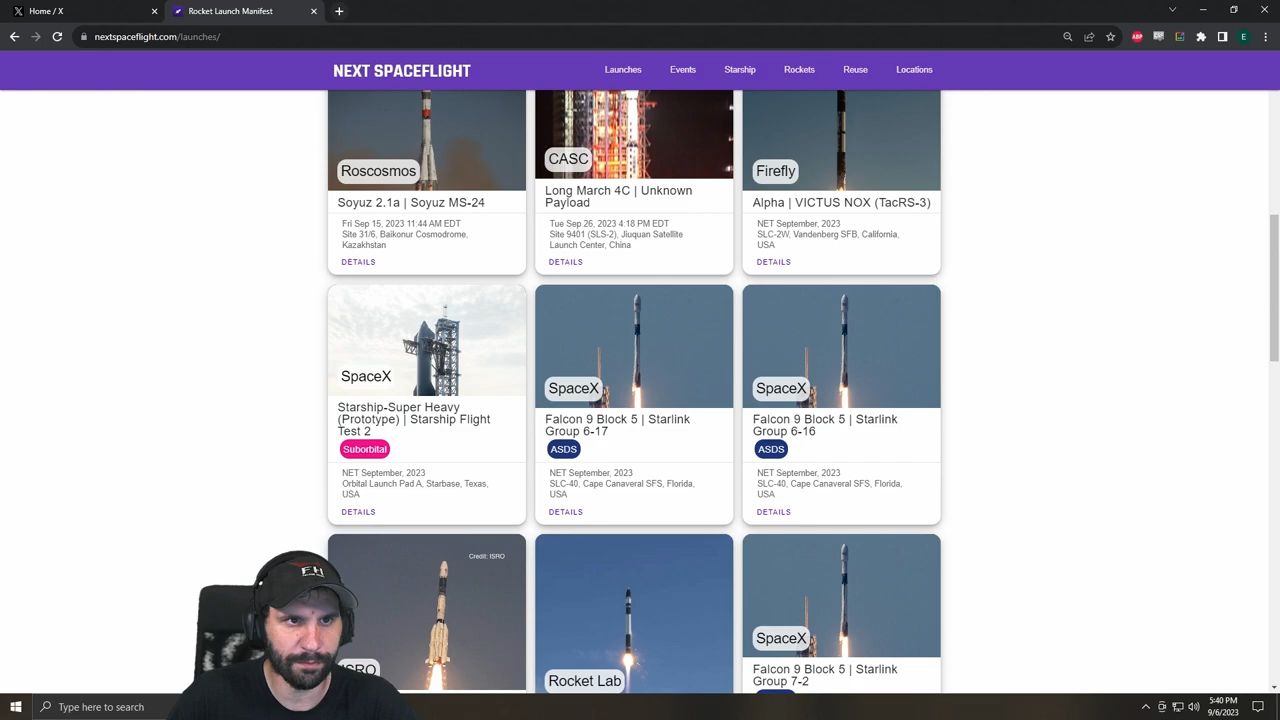 Home / X
Rocket Launch Manifest
nextspaceflight.com/launches/
ABP
E
NEXT SPACEFLIGHT
Launches
Events
Starship
Rockets
Reuse
Locations
Roscosmos
Soyuz 2.1a | Soyuz MS-24
Fri Sep 15, 2023 11:44 AM EDT
Site 31/6, Baikonur Cosmodrome,
Kazakhstan
DETAILS
CASC
Long March 4C | Unknown
Payload
Tue Sep 26, 2023 4:18 PM EDT
Site 9401 (SLS-2), Jiuquan Satellite
Launch Center, China
DETAILS
Firefly
Alpha | VICTUS NOX (TacRS-3)
NET September, 2023
SLC-2W, Vandenberg SFB, California,
USA
DETAILS
SpaceX
Starship-Super Heavy
(Prototype) | Starship Flight
Test 2
Suborbital
NET September, 2023
Orbital Launch Pad A, Starbase, Texas,
USA
DETAILS
SpaceX
Falcon 9 Block 5 | Starlink
Group 6-17
ASDS
NET September, 2023
SLC-40, Cape Canaveral SFS, Florida,
USA
DETAILS
SpaceX
Falcon 9 Block 5 | Starlink
Group 6-16
ASDS
NET September, 2023
SLC-40, Cape Canaveral SFS, Florida,
USA
DETAILS
Credit: ISRO
ISRO
Rocket Lab
SpaceX
Falcon 9 Block 5 | Starlink
Group 7-2
Type here to search
5:40 PM
9/6/2023